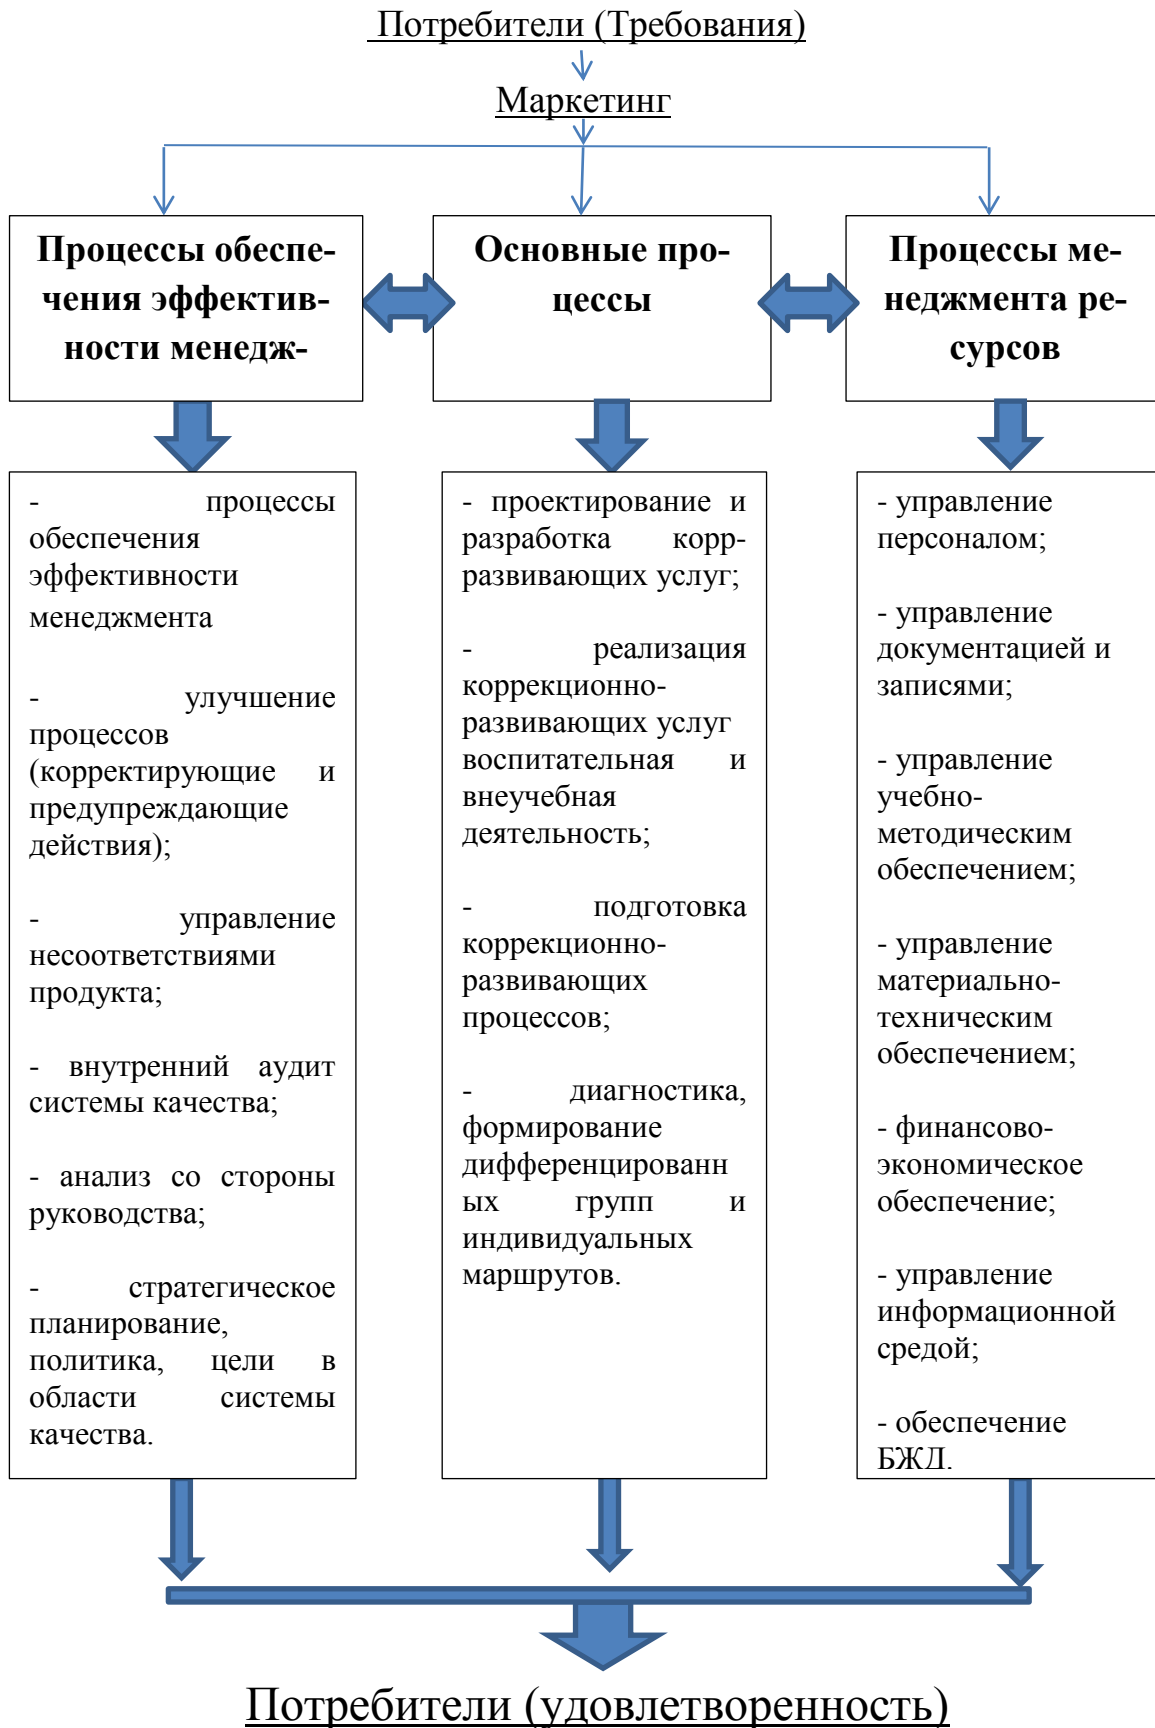 Потребители (Требования)
Маркетинг
Процессы обеспе-
чения эффектив-
ности менедж-
Основные про-
цессы
Процессы ме-
неджмента ре-
сурсов
- процессы
обеспечения
эффективности
менеджмента
- улучшение
процессов
(корректирующие и
предупреждающие
действия);
- управление
несоответствиями
продукта;
- внутренний аудит
системы качества;
- анализ со стороны
руководства;
- стратегическое
планирование,
политика, цели в
области системы
качества.
- проектирование и
разработка корр-
развивающих услуг;
- реализация
коррекционно-
развивающих услуг
воспитательная и
внеучебная
деятельность;
- подготовка
коррекционно-
развивающих
процессов;
- диагностика,
формирование
дифференцированн
ых групп и
индивидуальных
маршрутов.
- управление
персоналом;
- управление
документацией и
записями;
- управление
учебно-
методическим
обеспечением;
- управление
материально-
техническим
обеспечением;
- финансово-
экономическое
обеспечение;
- управление
информационной
средой;
- обеспечение
БЖД.
Потребители (удовлетворенность)